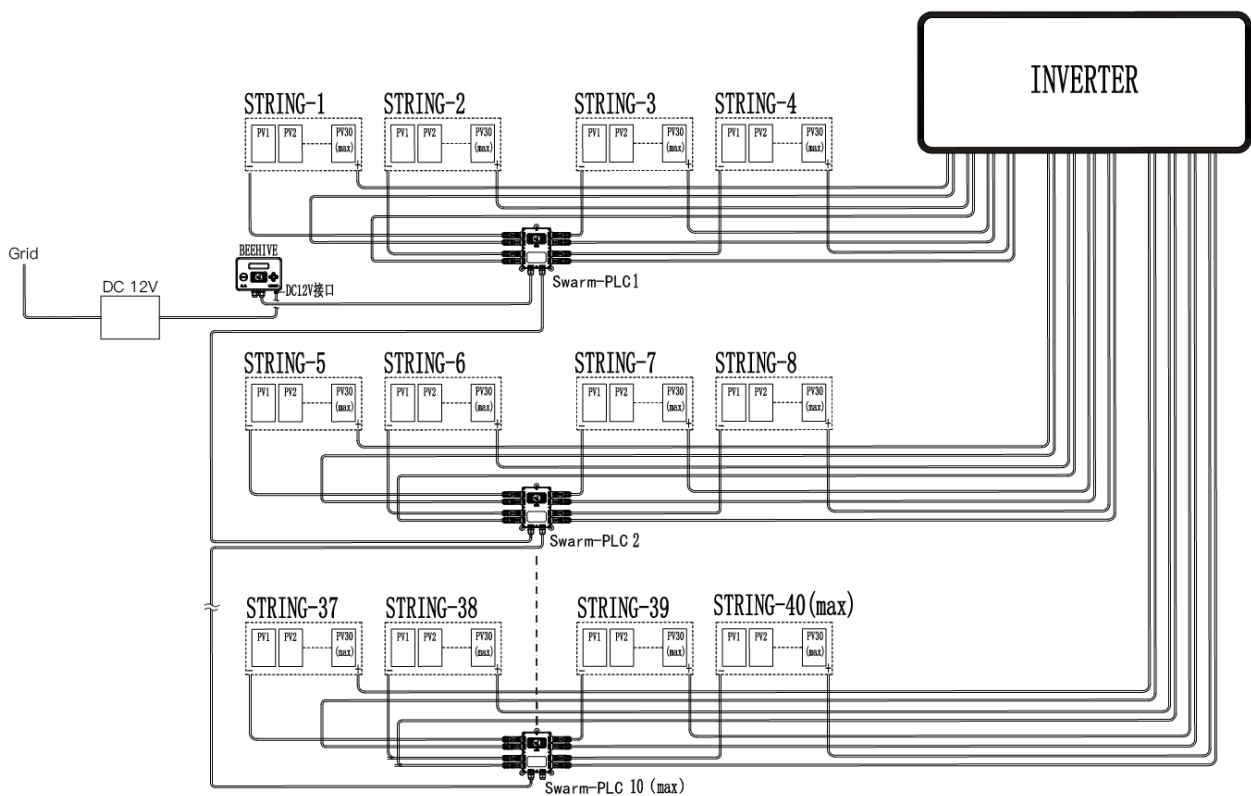 INVERTER
STRING-1 STRING-2 STRING-3 STRING-4
PV1 PV2 PV30 (max) PV1 PV2 PV30 (max) PV1 PV2 PV30 (max) PV1 PV2 PV30 (max)
- + - + - + - +
Grid
BEEHIVE
DC 12V
DC12V接口
Swarm-PLC1
STRING-5 STRING-6 STRING-7 STRING-8
PV1 PV2 PV30 (max) PV1 PV2 PV30 (max) PV1 PV2 PV30 (max) PV1 PV2 PV30 (max)
- + - + - + - +
Swarm-PLC 2
STRING-37 STRING-38 STRING-39 STRING-40(max)
PV1 PV2 PV30 (max) PV1 PV2 PV30 (max) PV1 PV2 PV30 (max) PV1 PV2 PV30 (max)
- + - + - + - +
Swarm-PLC 10 (max)